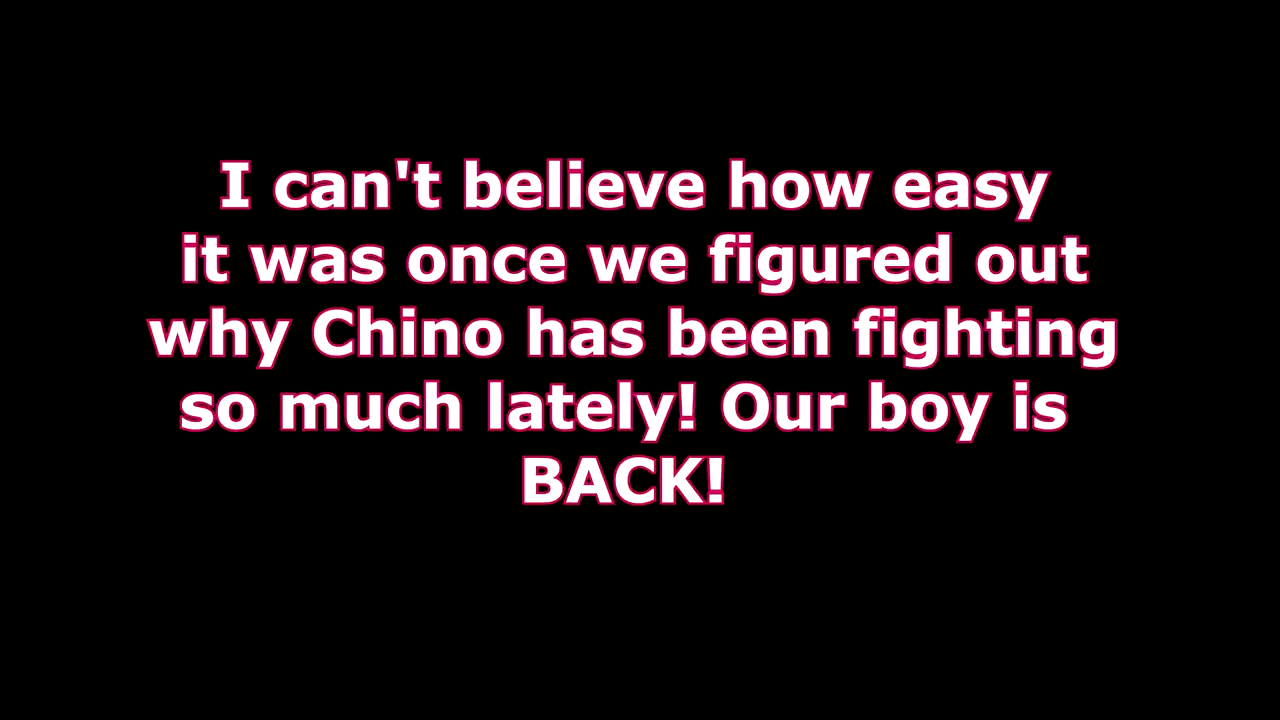 I can't believe how easy
it was once we figured out
why Chino has been fighting
so much lately! Our boy is
BACK!